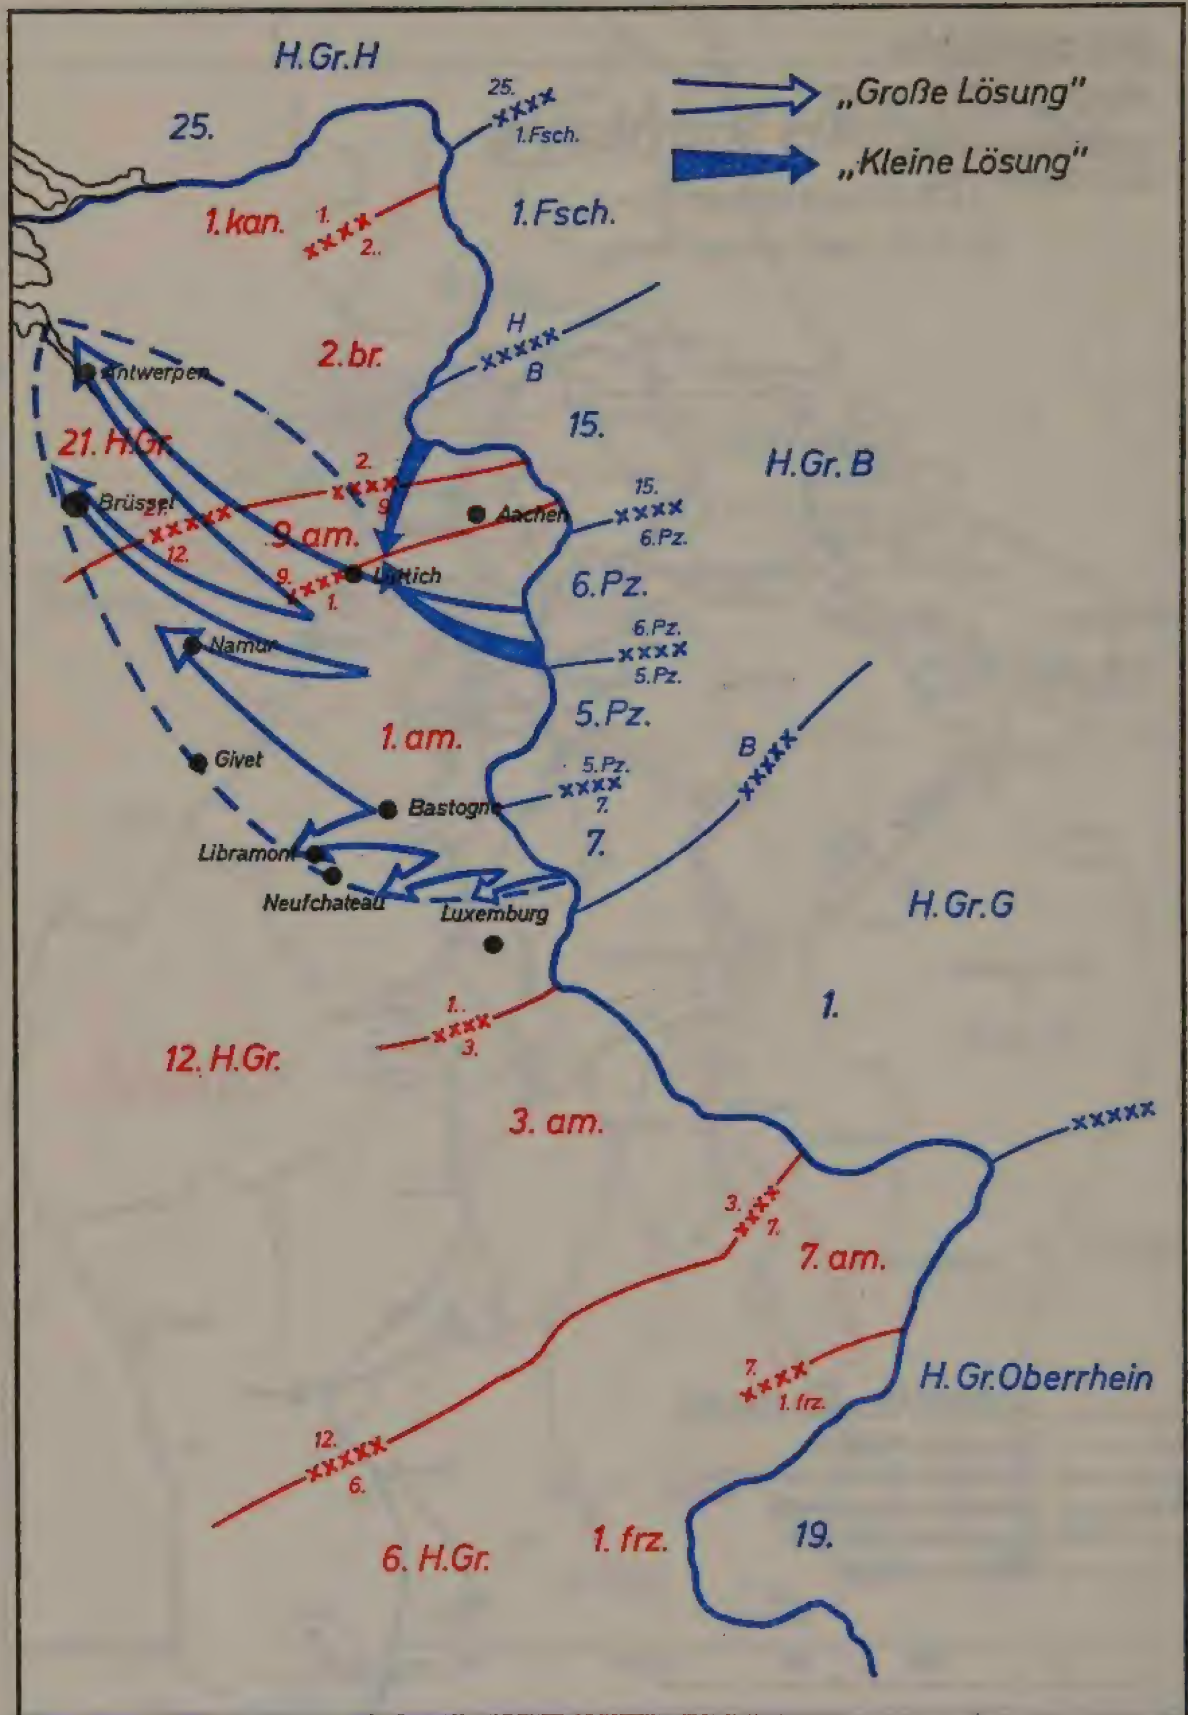 H.Gr.H
25.
25.
1.Fsch.
„Große Lösung"
„Kleine Lösung"
1.kan.
1.
2..
1.Fsch.
2.br.
H
B
Antwerpen
21. H.Gr.
15.
H.Gr. B
2.
9.
Brüssel
21.
12.
9am.
Aachen
15.
6.Pz.
9.
1.
Lüttich
6.Pz.
Namur
6.Pz.
5.Pz.
5.Pz.
1.am.
B
Givet
5.Pz.
7.
Bastogne
7.
Libramont
Neufchateau
Luxemburg
H.Gr.G
1..
3.
1.
12. H.Gr.
3. am.
3.
7.
7. am.
7.
1. frz.
H.Gr.Oberrhein
12.
6.
6. H.Gr.
1. frz.
19.